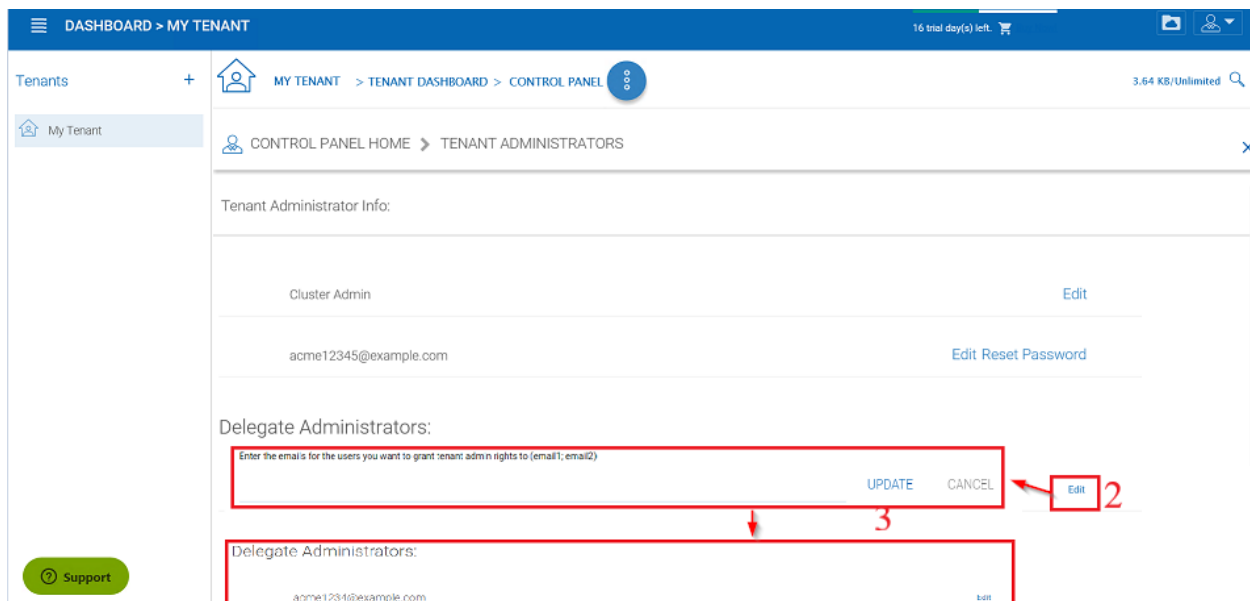 DASHBOARD > MY TENANT
16 trial day(s) left.
Tenants +
MY TENANT > TENANT DASHBOARD > CONTROL PANEL
3.64 KB/Unlimited
My Tenant
CONTROL PANEL HOME > TENANT ADMINISTRATORS
Tenant Administrator Info:
Cluster Admin Edit
acme12345@example.com Edit Reset Password
Delegate Administrators:
Enter the emails for the users you want to grant tenant admin rights to (email1; email2)
UPDATE CANCEL
Edit 2
3
Delegate Administrators:
Support
acme1234@example.com Edit